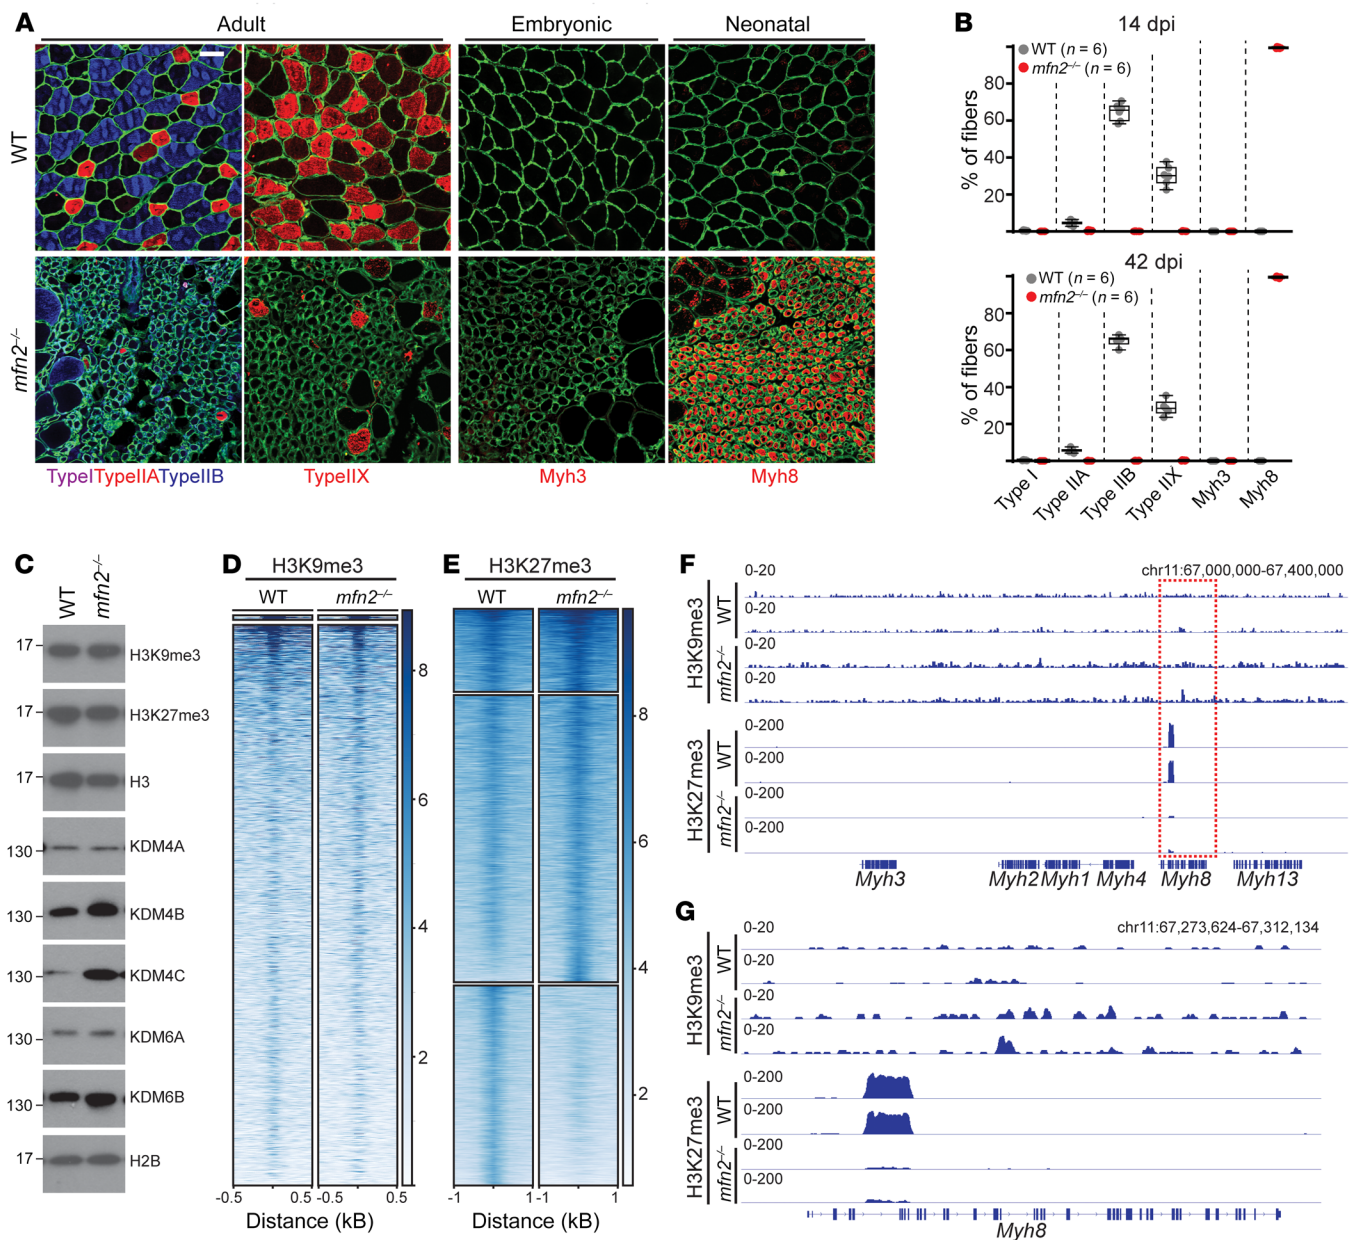 A
Adult
Embryonic
Neonatal
WT
mfn2–/–
TypeITypeIIATypeIIB
TypeIIX
Myh3
Myh8
B
14 dpi
WT (n = 6)
mfn2–/– (n = 6)
% of fibers
80
60
40
20
42 dpi
WT (n = 6)
mfn2–/– (n = 6)
% of fibers
80
60
40
20
Type I
Type IIA
Type IIB
Type IIX
Myh3
Myh8
C
WT
mfn2–/–
17
H3K9me3
17
H3K27me3
17
H3
130
KDM4A
130
KDM4B
130
KDM4C
130
KDM6A
130
KDM6B
17
H2B
D
H3K9me3
WT
mfn2–/–
8
6
4
2
-0.5
0.5
-0.5
0.5
Distance (kB)
E
H3K27me3
WT
mfn2–/–
8
6
4
2
-1
1
-1
1
Distance (kB)
F
chr11:67,000,000-67,400,000
H3K9me3
WT
0-20
0-20
mfn2–/–
0-20
0-20
H3K27me3
WT
0-200
0-200
mfn2–/–
0-200
0-200
Myh3
Myh2
Myh1
Myh4
Myh8
Myh13
G
chr11:67,273,624-67,312,134
H3K9me3
WT
0-20
0-20
mfn2–/–
0-20
0-20
H3K27me3
WT
0-200
0-200
mfn2–/–
0-200
0-200
Myh8